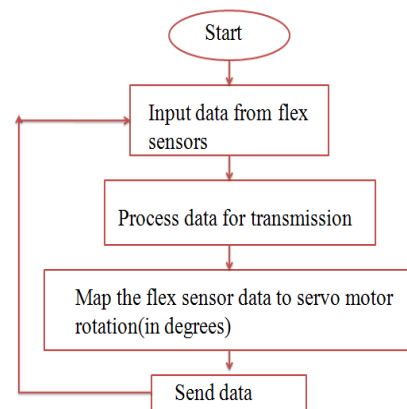 Start
Input data from flex
sensors
Process data for transmission
Map the flex sensor data to servo motor
rotation(in degrees)
Send data